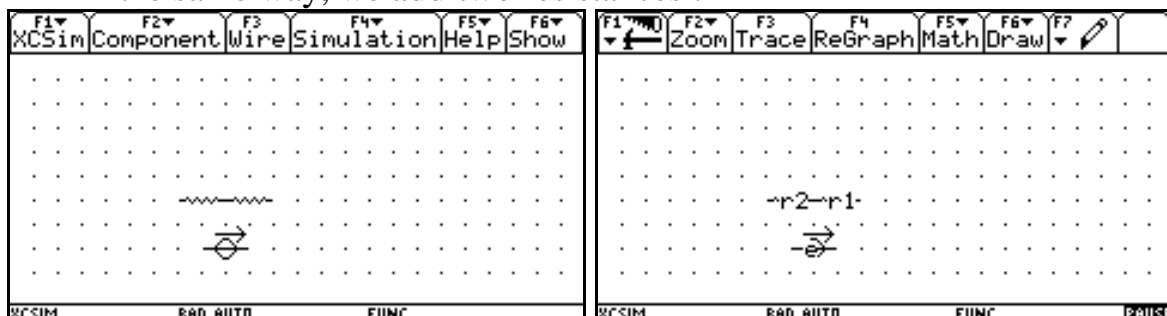 F1 F2 F3 F4 F5 F6
XCSim Component Wire Simulation Help Show
XCSIM RAD AUTO FUNC
F1 F2 F3 F4 F5 F6 F7
Zoom Trace ReGraph Math Draw
r2 r1
e
XCSIM RAD AUTO FUNC PAUSE